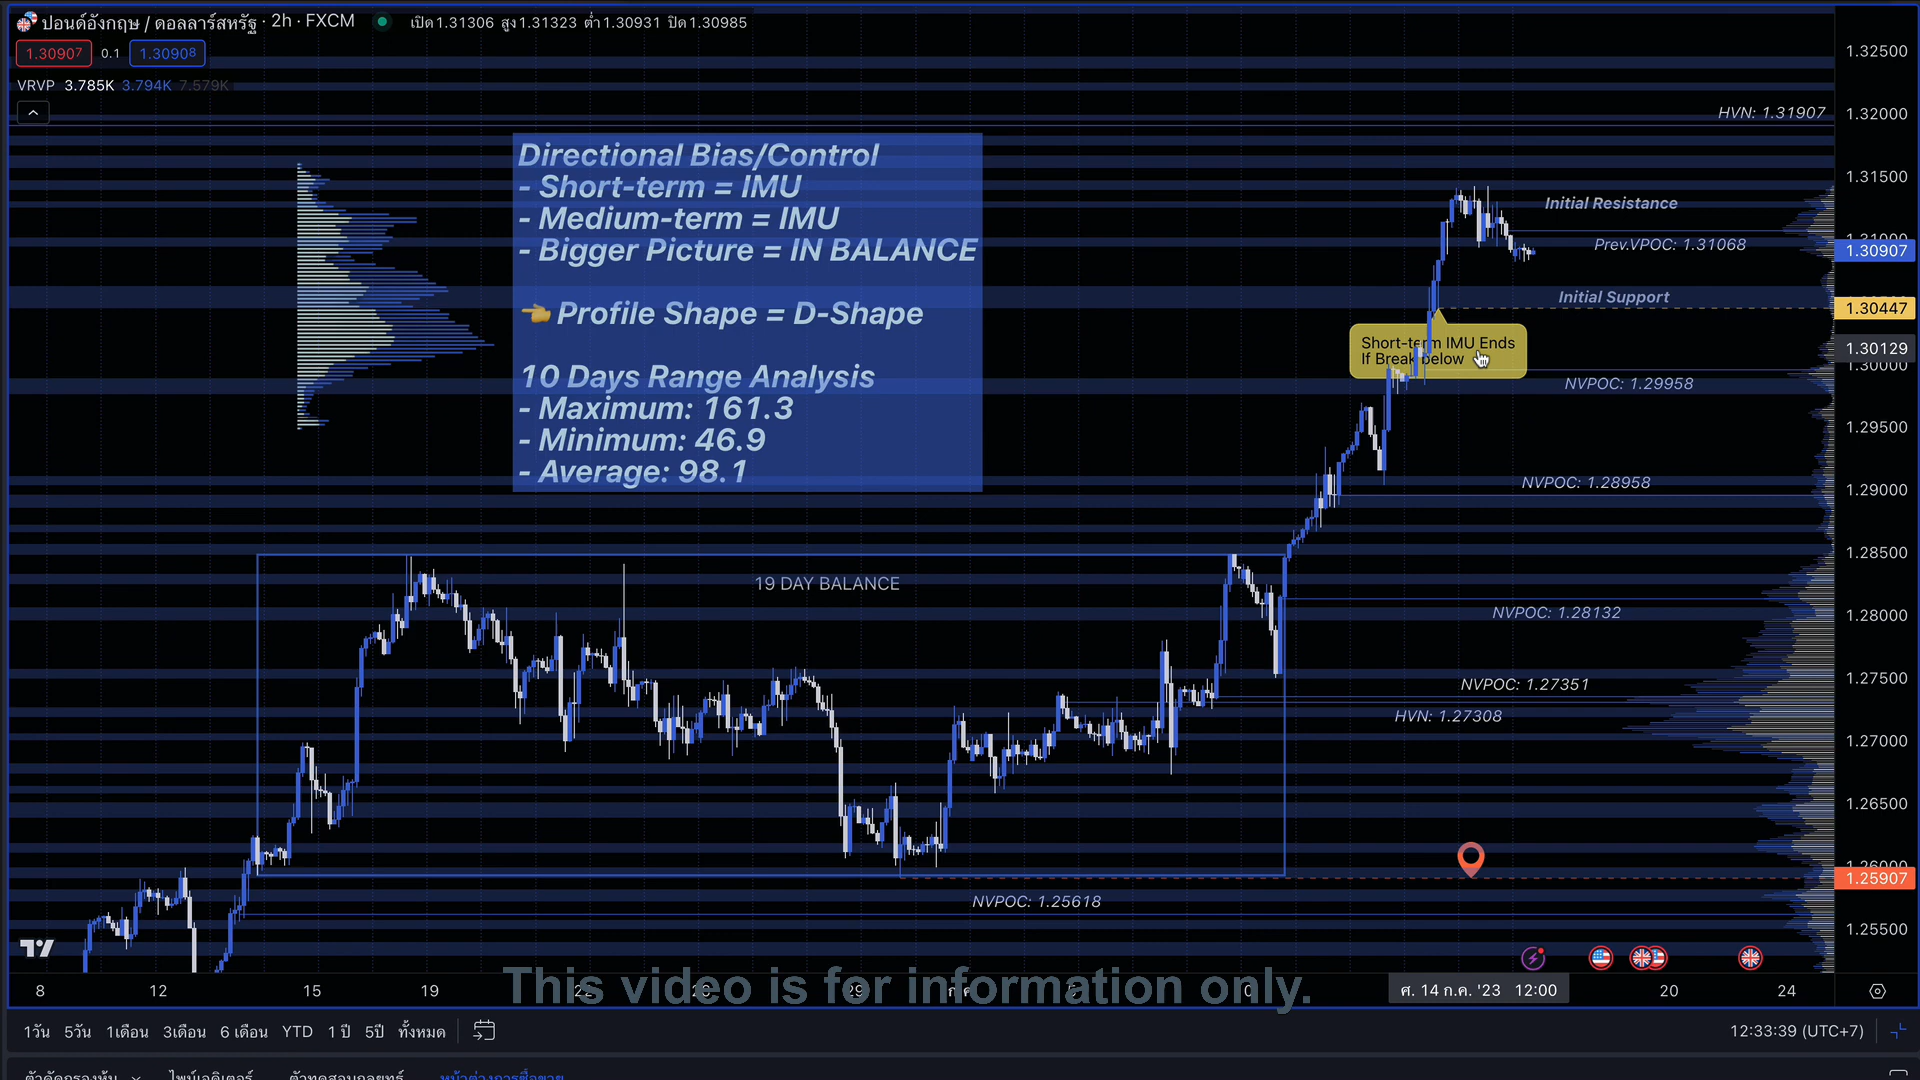 ปอนด์อังกฤษ / ดอลลาร์สหรัฐ · 2h · FXCM เปิด1.31306 สูง1.31323 ต่ำ1.30931 ปิด1.30985
1.30907 0.1 1.30908
VRVP 3.785K 3.794K 7.579K
1.32500
HVN: 1.31907
1.32000
Directional Bias/Control
- Short-term = IMU
- Medium-term = IMU
- Bigger Picture = IN BALANCE
👈 Profile Shape = D-Shape
10 Days Range Analysis
- Maximum: 161.3
- Minimum: 46.9
- Average: 98.1
1.31500
Initial Resistance
Prev.VPOC: 1.31068
1.30907
Initial Support
1.30447
Short-term IMU Ends
If Break below
1.30129
1.30000
NVPOC: 1.29958
1.29500
NVPOC: 1.28958
1.29000
1.28500
19 DAY BALANCE
NVPOC: 1.28132
1.28000
NVPOC: 1.27351
1.27500
HVN: 1.27308
1.27000
1.26500
1.25907
NVPOC: 1.25618
1.25500
This video is for information only.
8 12 15 19 ศ. 14 ก.ค. '23 12:00 20 24
1วัน 5วัน 1เดือน 3เดือน 6 เดือน YTD 1 ปี 5ปี ทั้งหมด 12:33:39 (UTC+7)